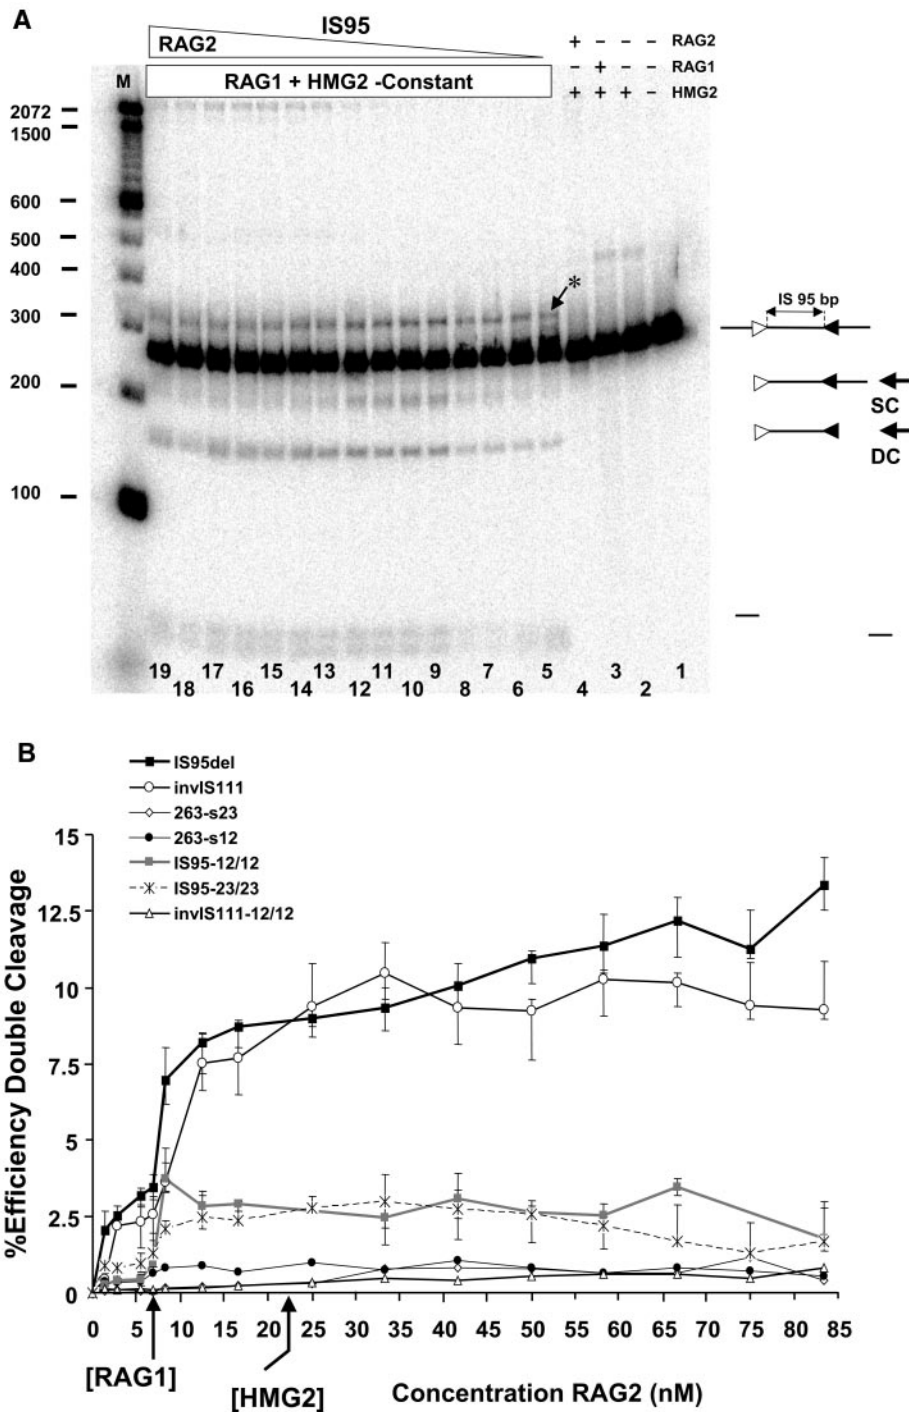 A
IS95
RAG2
RAG1 + HMG2 -Constant
+ – – – RAG2
– + – – RAG1
+ + + – HMG2
M
2072
1500
600
500
400
300
200
100
*
IS 95 bp
SC
DC
19 18 17 16 15 14 13 12 11 10 9 8 7 6 5 4 3 2 1
B
IS95del
invIS111
263-s23
263-s12
IS95-12/12
IS95-23/23
invIS111-12/12
%Efficiency Double Cleavage
15
12.5
10
7.5
5
2.5
0
0 5 10 15 20 25 30 35 40 45 50 55 60 65 70 75 80 85
[RAG1]
[HMG2]
Concentration RAG2 (nM)